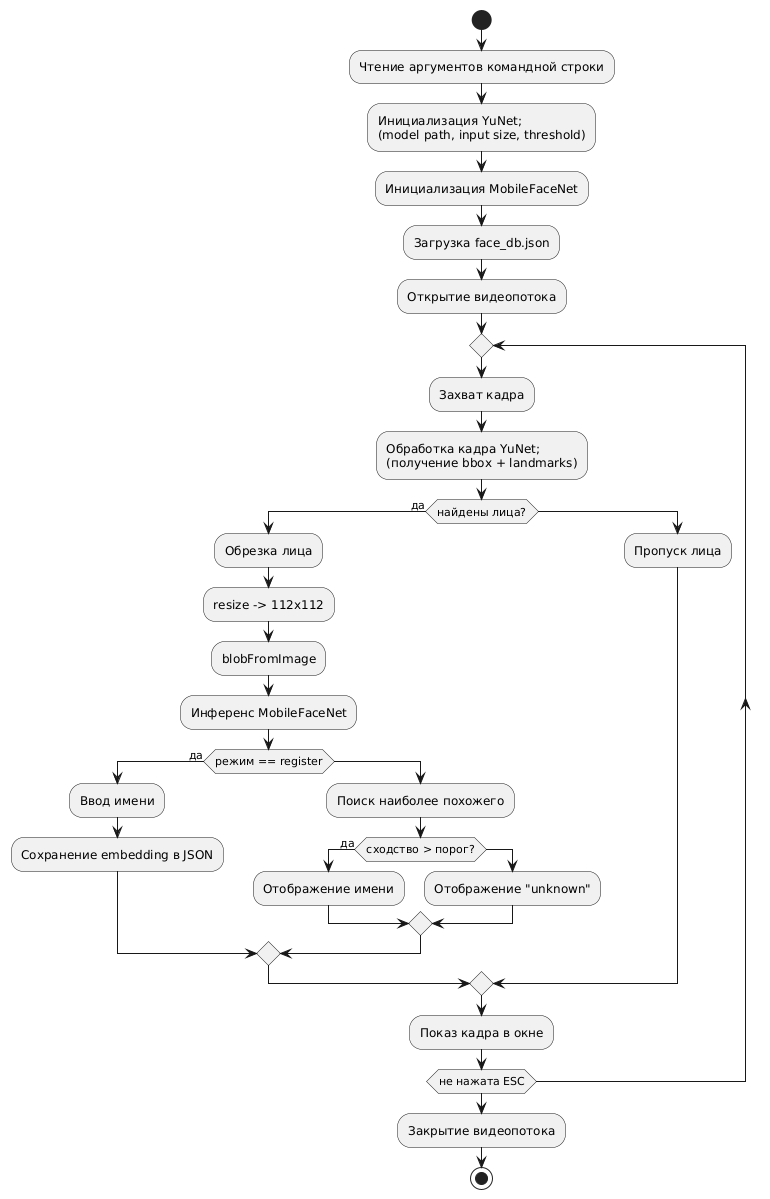 Чтение аргументов командной строки
Инициализация YuNet;
(model path, input size, threshold)
Инициализация MobileFaceNet
Загрузка face_db.json
Открытие видеопотока
Захват кадра
Обработка кадра YuNet;
(получение bbox + landmarks)
да
найдены лица?
Обрезка лица
Пропуск лица
resize -> 112x112
blobFromImage
Инференс MobileFaceNet
да
режим == register
Ввод имени
Поиск наиболее похожего
Сохранение embedding в JSON
да
сходство > порог?
Отображение имени
Отображение "unknown"
Показ кадра в окне
не нажата ESC
Закрытие видеопотока